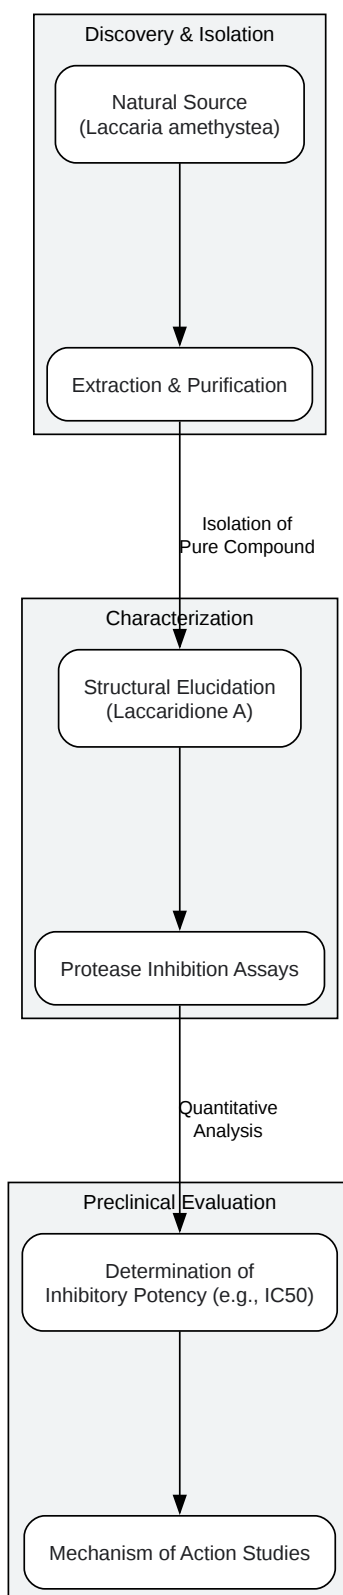 Discovery & Isolation
Natural Source
(Laccaria amethystea)
Extraction & Purification
Isolation of
Pure Compound
Characterization
Structural Elucidation
(Laccaridione A)
Protease Inhibition Assays
Quantitative
Analysis
Preclinical Evaluation
Determination of
Inhibitory Potency (e.g., IC50)
Mechanism of Action Studies